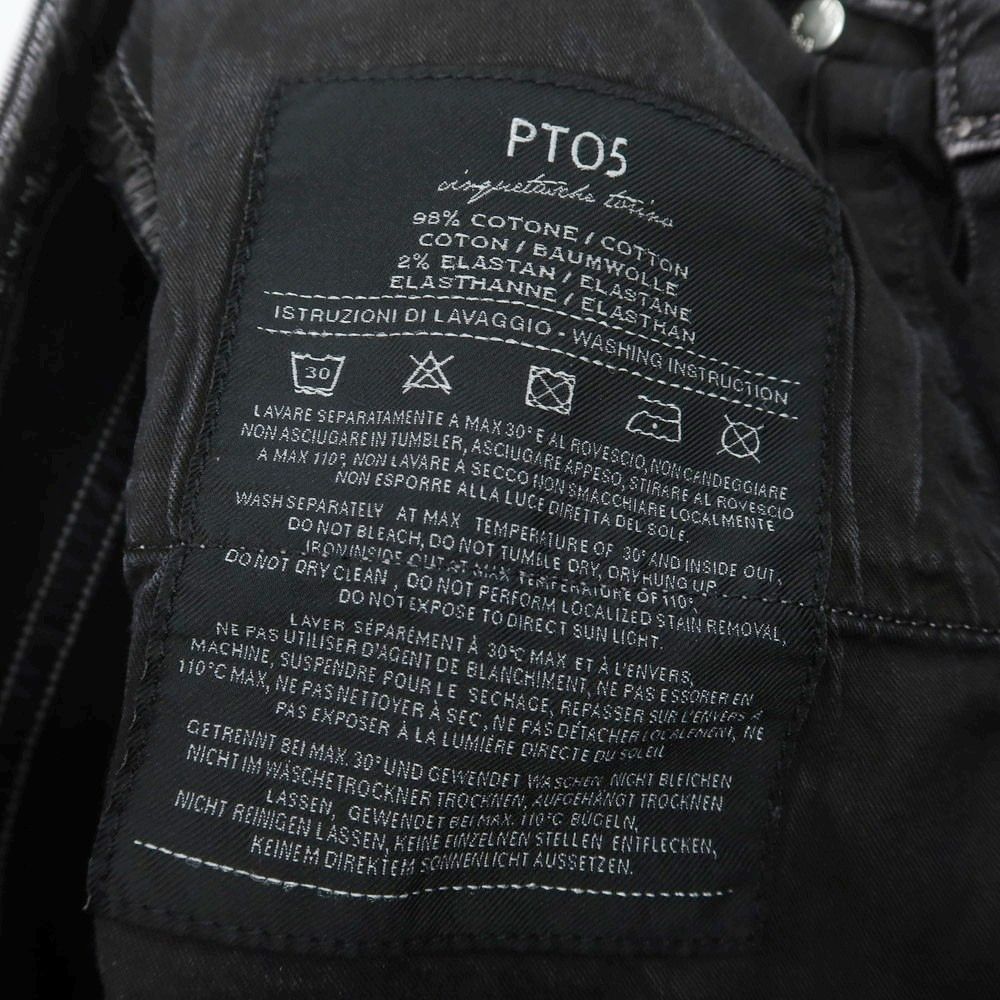 PT05
cinquetasche torino
98% COTONE / COTTON
COTON / BAUMWOLLE
2% ELASTAN / ELASTANE
ELASTHANNE / ELASTHAN
ISTRUZIONI DI LAVAGGIO - WASHING INSTRUCTION
30
LAVARE SEPARATAMENTE A MAX 30° E AL ROVESCIO, NON CANDEGGIARE
NON ASCIUGARE IN TUMBLER, ASCIUGARE APPESO, STIRARE AL ROVESCIO
A MAX 110°, NON LAVARE A SECCO NON SMACCHIARE LOCALMENTE
NON ESPORRE ALLA LUCE DIRETTA DEL SOLE.
WASH SEPARATELY AT MAX TEMPERATURE OF 30° AND INSIDE OUT,
DO NOT BLEACH, DO NOT TUMBLE DRY, DRY HUNG UP
IRON INSIDE OUT AT MAX TEMPERATURE OF 110°,
DO NOT DRY CLEAN, DO NOT PERFORM LOCALIZED STAIN REMOVAL,
DO NOT EXPOSE TO DIRECT SUN LIGHT.
LAVER SÉPARÉMENT À 30°C MAX ET À L'ENVERS,
NE PAS UTILISER D'AGENT DE BLANCHIMENT, NE PAS ESSORER EN
MACHINE, SUSPENDRE POUR LE SECHAGE, REPASSER SUR L'ENVERS À
110°C MAX, NE PAS NETTOYER À SEC, NE PAS DÉTACHER LOCALEMENT, NE
PAS EXPOSER À LA LUMIÈRE DIRECTE DU SOLEIL
GETRENNT BEI MAX. 30° UND GEWENDET WASCHEN. NICHT BLEICHEN
NICHT IM WÄSCHETROCKNER TROCKNEN, AUFGEHÄNGT TROCKNEN
LASSEN, GEWENDET BEI MAX. 110°C BÜGELN,
NICHT REINIGEN LASSEN, KEINE EINZELNEN STELLEN ENTFLECKEN,
KEINEM DIREKTEM SONNENLICHT AUSSETZEN.